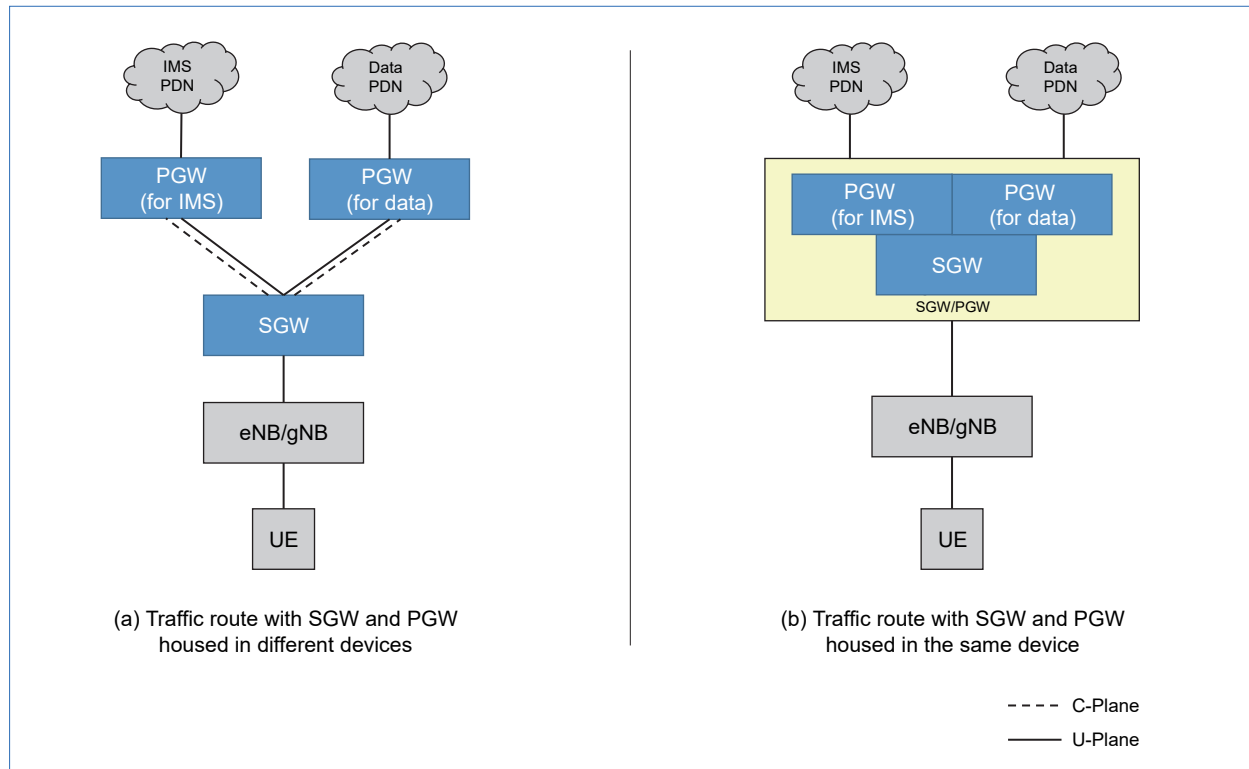 IMS
PDN
Data
PDN
PGW
(for IMS)
PGW
(for data)
SGW
eNB/gNB
UE
(a) Traffic route with SGW and PGW
housed in different devices
IMS
PDN
Data
PDN
PGW
(for IMS)
PGW
(for data)
SGW
SGW/PGW
eNB/gNB
UE
(b) Traffic route with SGW and PGW
housed in the same device
C-Plane
U-Plane